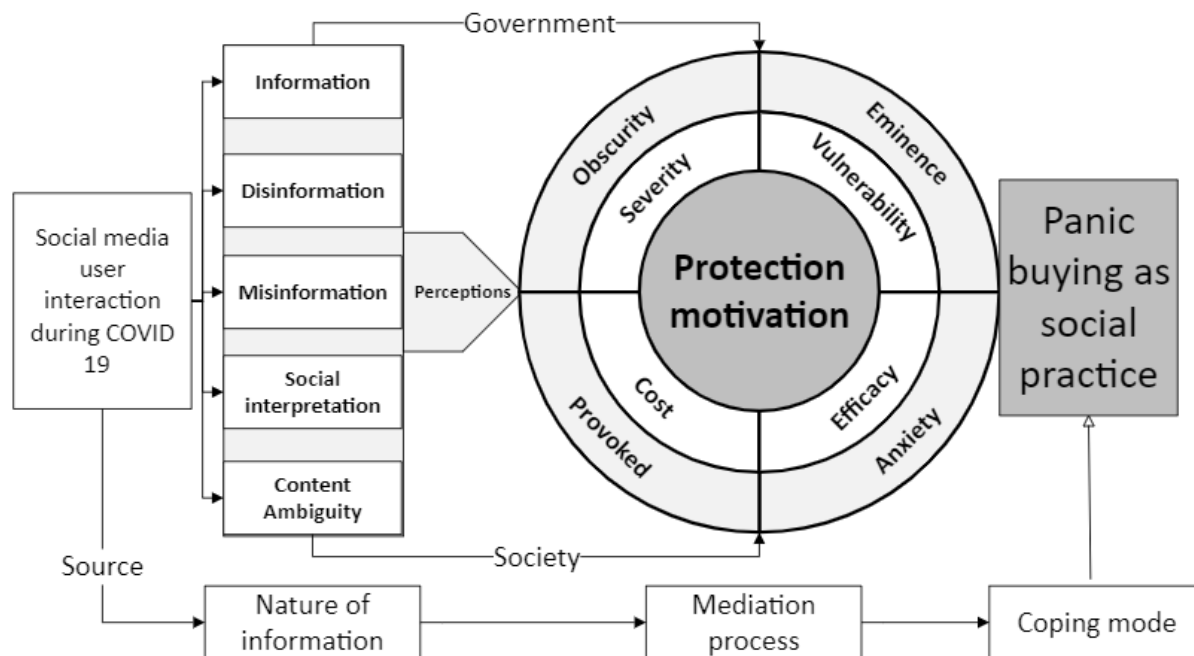 Government
Information
Disinformation
Misinformation
Social
interpretation
Content
Ambiguity
Social media
user
interaction
during COVID
19
Perceptions
Obscurity
Eminence
Severity
Vulnerability
Protection
motivation
Cost
Efficacy
Provoked
Anxiety
Panic
buying as
social
practice
Society
Source
Nature of
information
Mediation
process
Coping mode